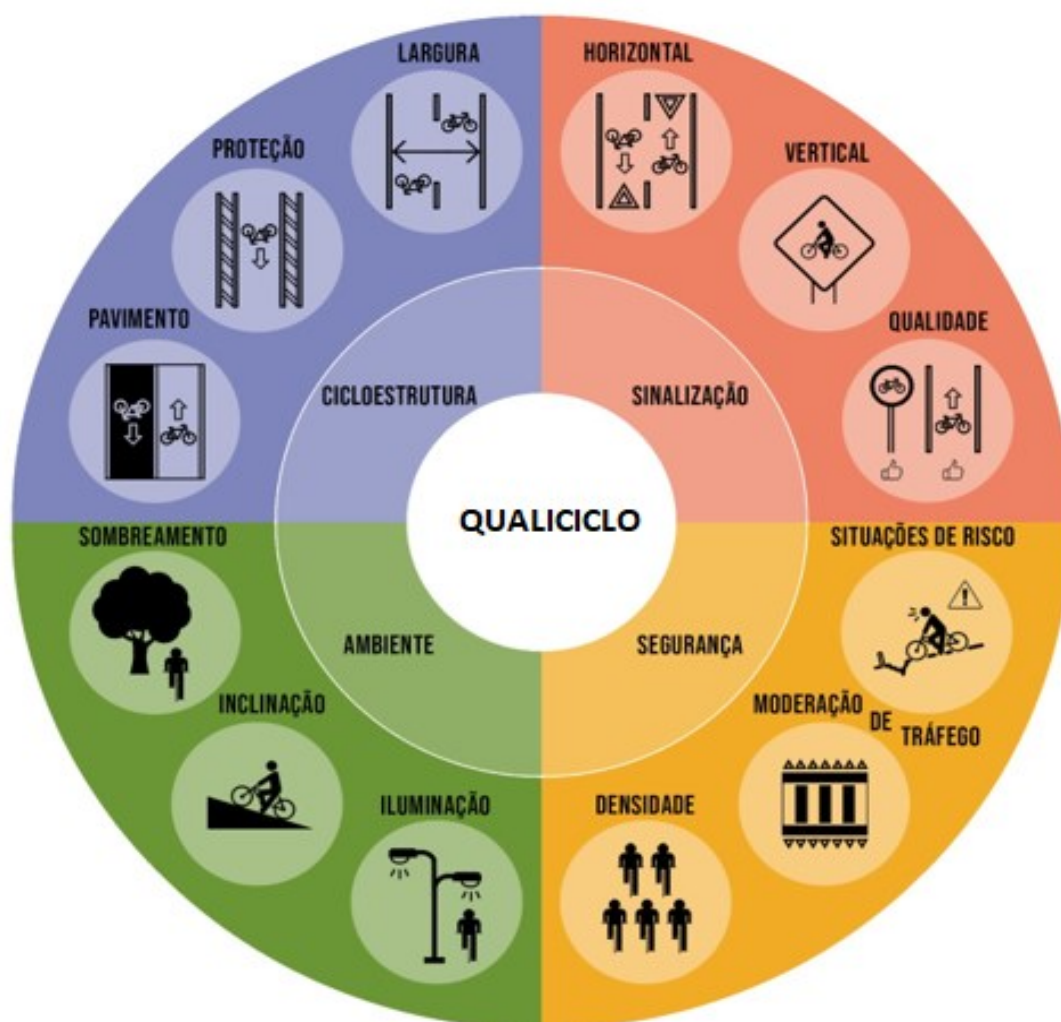 LARGURA
HORIZONTAL
PROTEÇÃO
VERTICAL
PAVIMENTO
QUALIDADE
CICLOESTRUTURA
SINALIZAÇÃO
QUALICICLO
SOMBREAMENTO
SITUAÇÕES DE RISCO
AMBIENTE
SEGURANÇA
INCLINAÇÃO
MODERAÇÃO
DE
TRÁFEGO
ILUMINAÇÃO
DENSIDADE